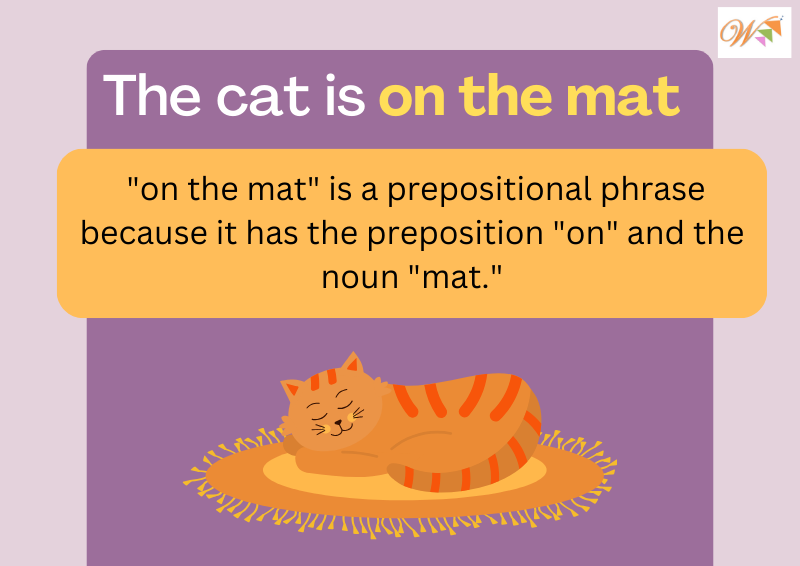 W
The cat is on the mat
"on the mat" is a prepositional phrase
because it has the preposition "on" and the
noun "mat."